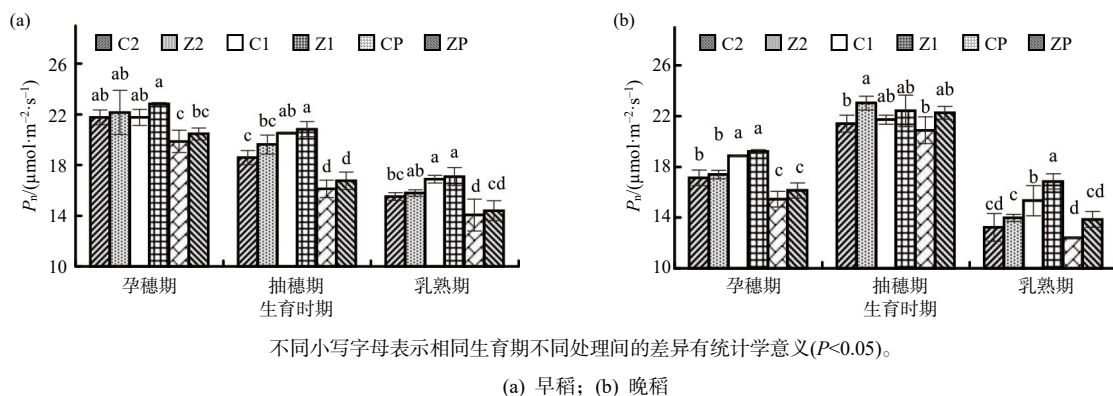 (a)
C2 Z2 C1 Z1 CP ZP
Pn/(μmol·m−2·s−1)
26
22
18
14
10
ab ab ab a c bc
c bc ab a d d
bc ab a a d cd
孕穗期 抽穗期 乳熟期
生育时期
(b)
C2 Z2 C1 Z1 CP ZP
Pn/(μmol·m−2·s−1)
26
22
18
14
10
b b a a c c
b a ab ab b ab
cd c b a d cd
孕穗期 抽穗期 乳熟期
生育时期
不同小写字母表示相同生育期不同处理间的差异有统计学意义(P<0.05)。
(a) 早稻；(b) 晚稻